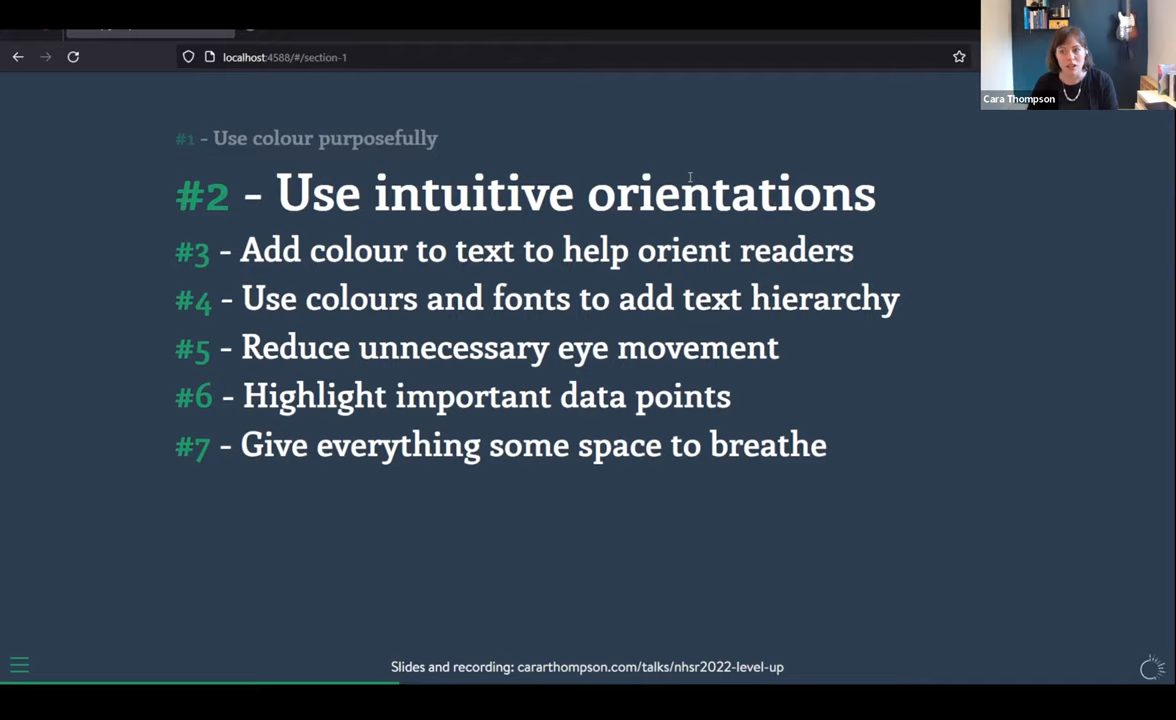 localhost:4588/#/section-1
Cara Thompson
#1 - Use colour purposefully
#2 - Use intuitive orientations
#3 - Add colour to text to help orient readers
#4 - Use colours and fonts to add text hierarchy
#5 - Reduce unnecessary eye movement
#6 - Highlight important data points
#7 - Give everything some space to breathe
Slides and recording: cararthompson.com/talks/nhsr2022-level-up